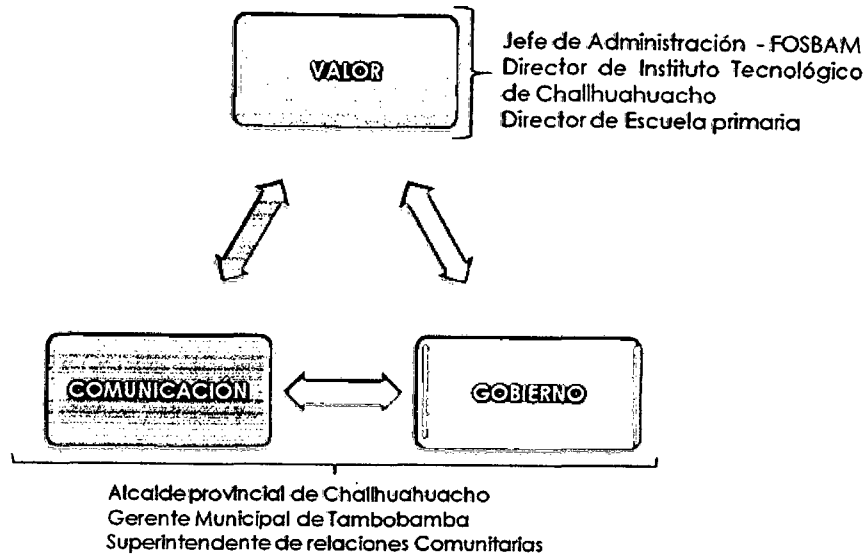 VALOR
Jefe de Administración - FOSBAM
Director de Instituto Tecnológico
de Challhuahuacho
Director de Escuela primaria
COMUNICACIÓN
GOBIERNO
Alcalde provincial de Challhuahuacho
Gerente Municipal de Tambobamba
Superintendente de relaciones Comunitarias